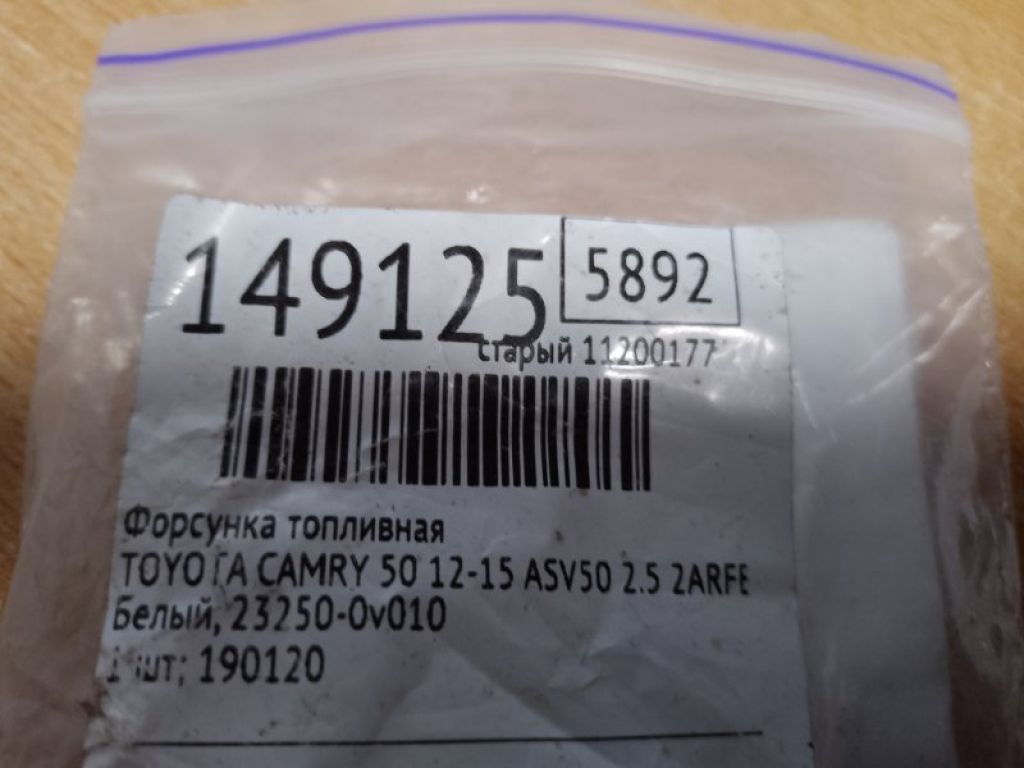 149125
5892
старый 11200177
Форсунка топливная
TOYOTA CAMRY 50 12-15 ASV50 2.5 2ARFE
Белый, 23250-0v010
1 шт; 190120